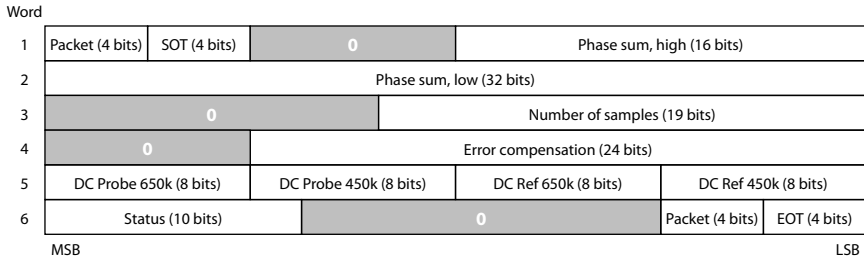 Word
1 Packet (4 bits) SOT (4 bits) 0 Phase sum, high (16 bits)
2 Phase sum, low (32 bits)
3 0 Number of samples (19 bits)
4 0 Error compensation (24 bits)
5 DC Probe 650k (8 bits) DC Probe 450k (8 bits) DC Ref 650k (8 bits) DC Ref 450k (8 bits)
6 Status (10 bits) 0 Packet (4 bits) EOT (4 bits)
MSB LSB